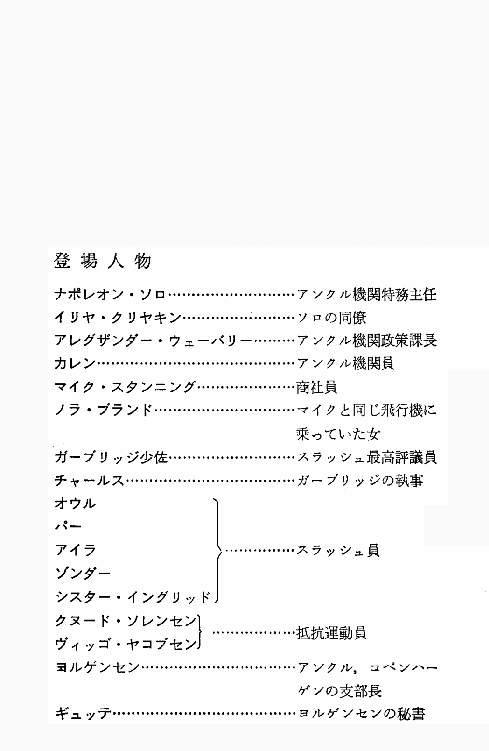 登場人物
ナポレオン・ソロ……………………アンクル機関特務主任
イリヤ・クリヤキン…………………ソロの同僚
アレグザンダー・ウェーバリー………アンクル機関政策課長
カレン…………………………………アンクル機関員
マイク・スタンニング………………商社員
ノラ・ブランド………………………マイクと同じ飛行機に
乗っていた女
ガーブリッジ少佐……………………スラッシュ最高評議員
チャールス……………………………ガーブリッジの執事
オウル
パー
アイラ……………スラッシュ員
ゾンダー
シスター・イングリッド
クヌード・ソレンセン
……………抵抗運動員
ヴィッゴ・ヤコブセン
ヨルゲンセン…………………………アンクル，コペンハー
ゲンの支部長
ギュッテ………………………………ヨルゲンセンの秘書